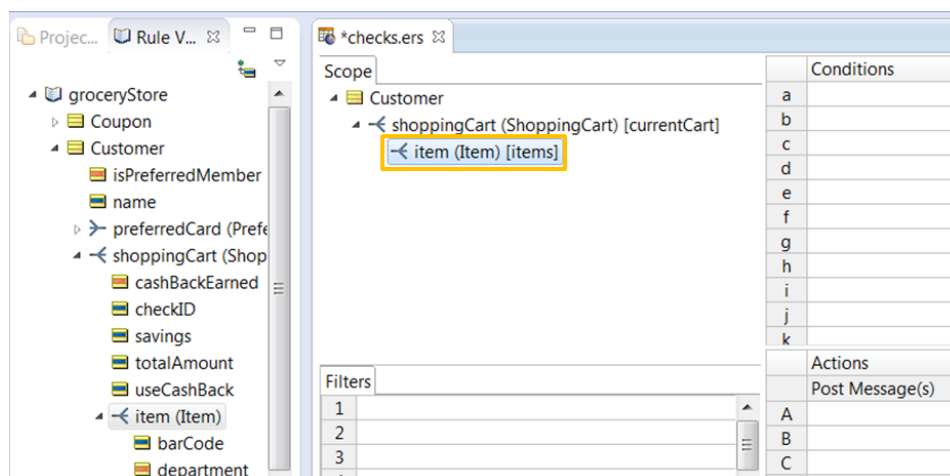 Projec...
Rule V...
groceryStore
Coupon
Customer
isPreferredMember
name
preferredCard (Prefe
shoppingCart (Shop
cashBackEarned
checkID
savings
totalAmount
useCashBack
item (Item)
barCode
department
*checks.ers
Scope
Customer
shoppingCart (ShoppingCart) [currentCart]
item (Item) [items]
Filters
1
2
3
Conditions
a
b
c
d
e
f
g
h
i
j
k
Actions
Post Message(s)
A
B
C